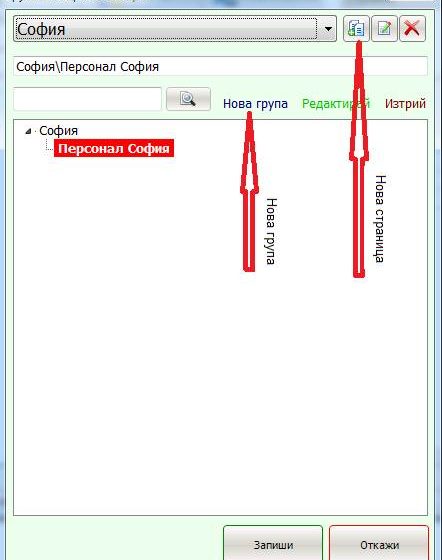 София
София\Персонал София
Нова група Редактирай Изтрий
София
Персонал София
Нова група
Нова страница
Запиши Откажи